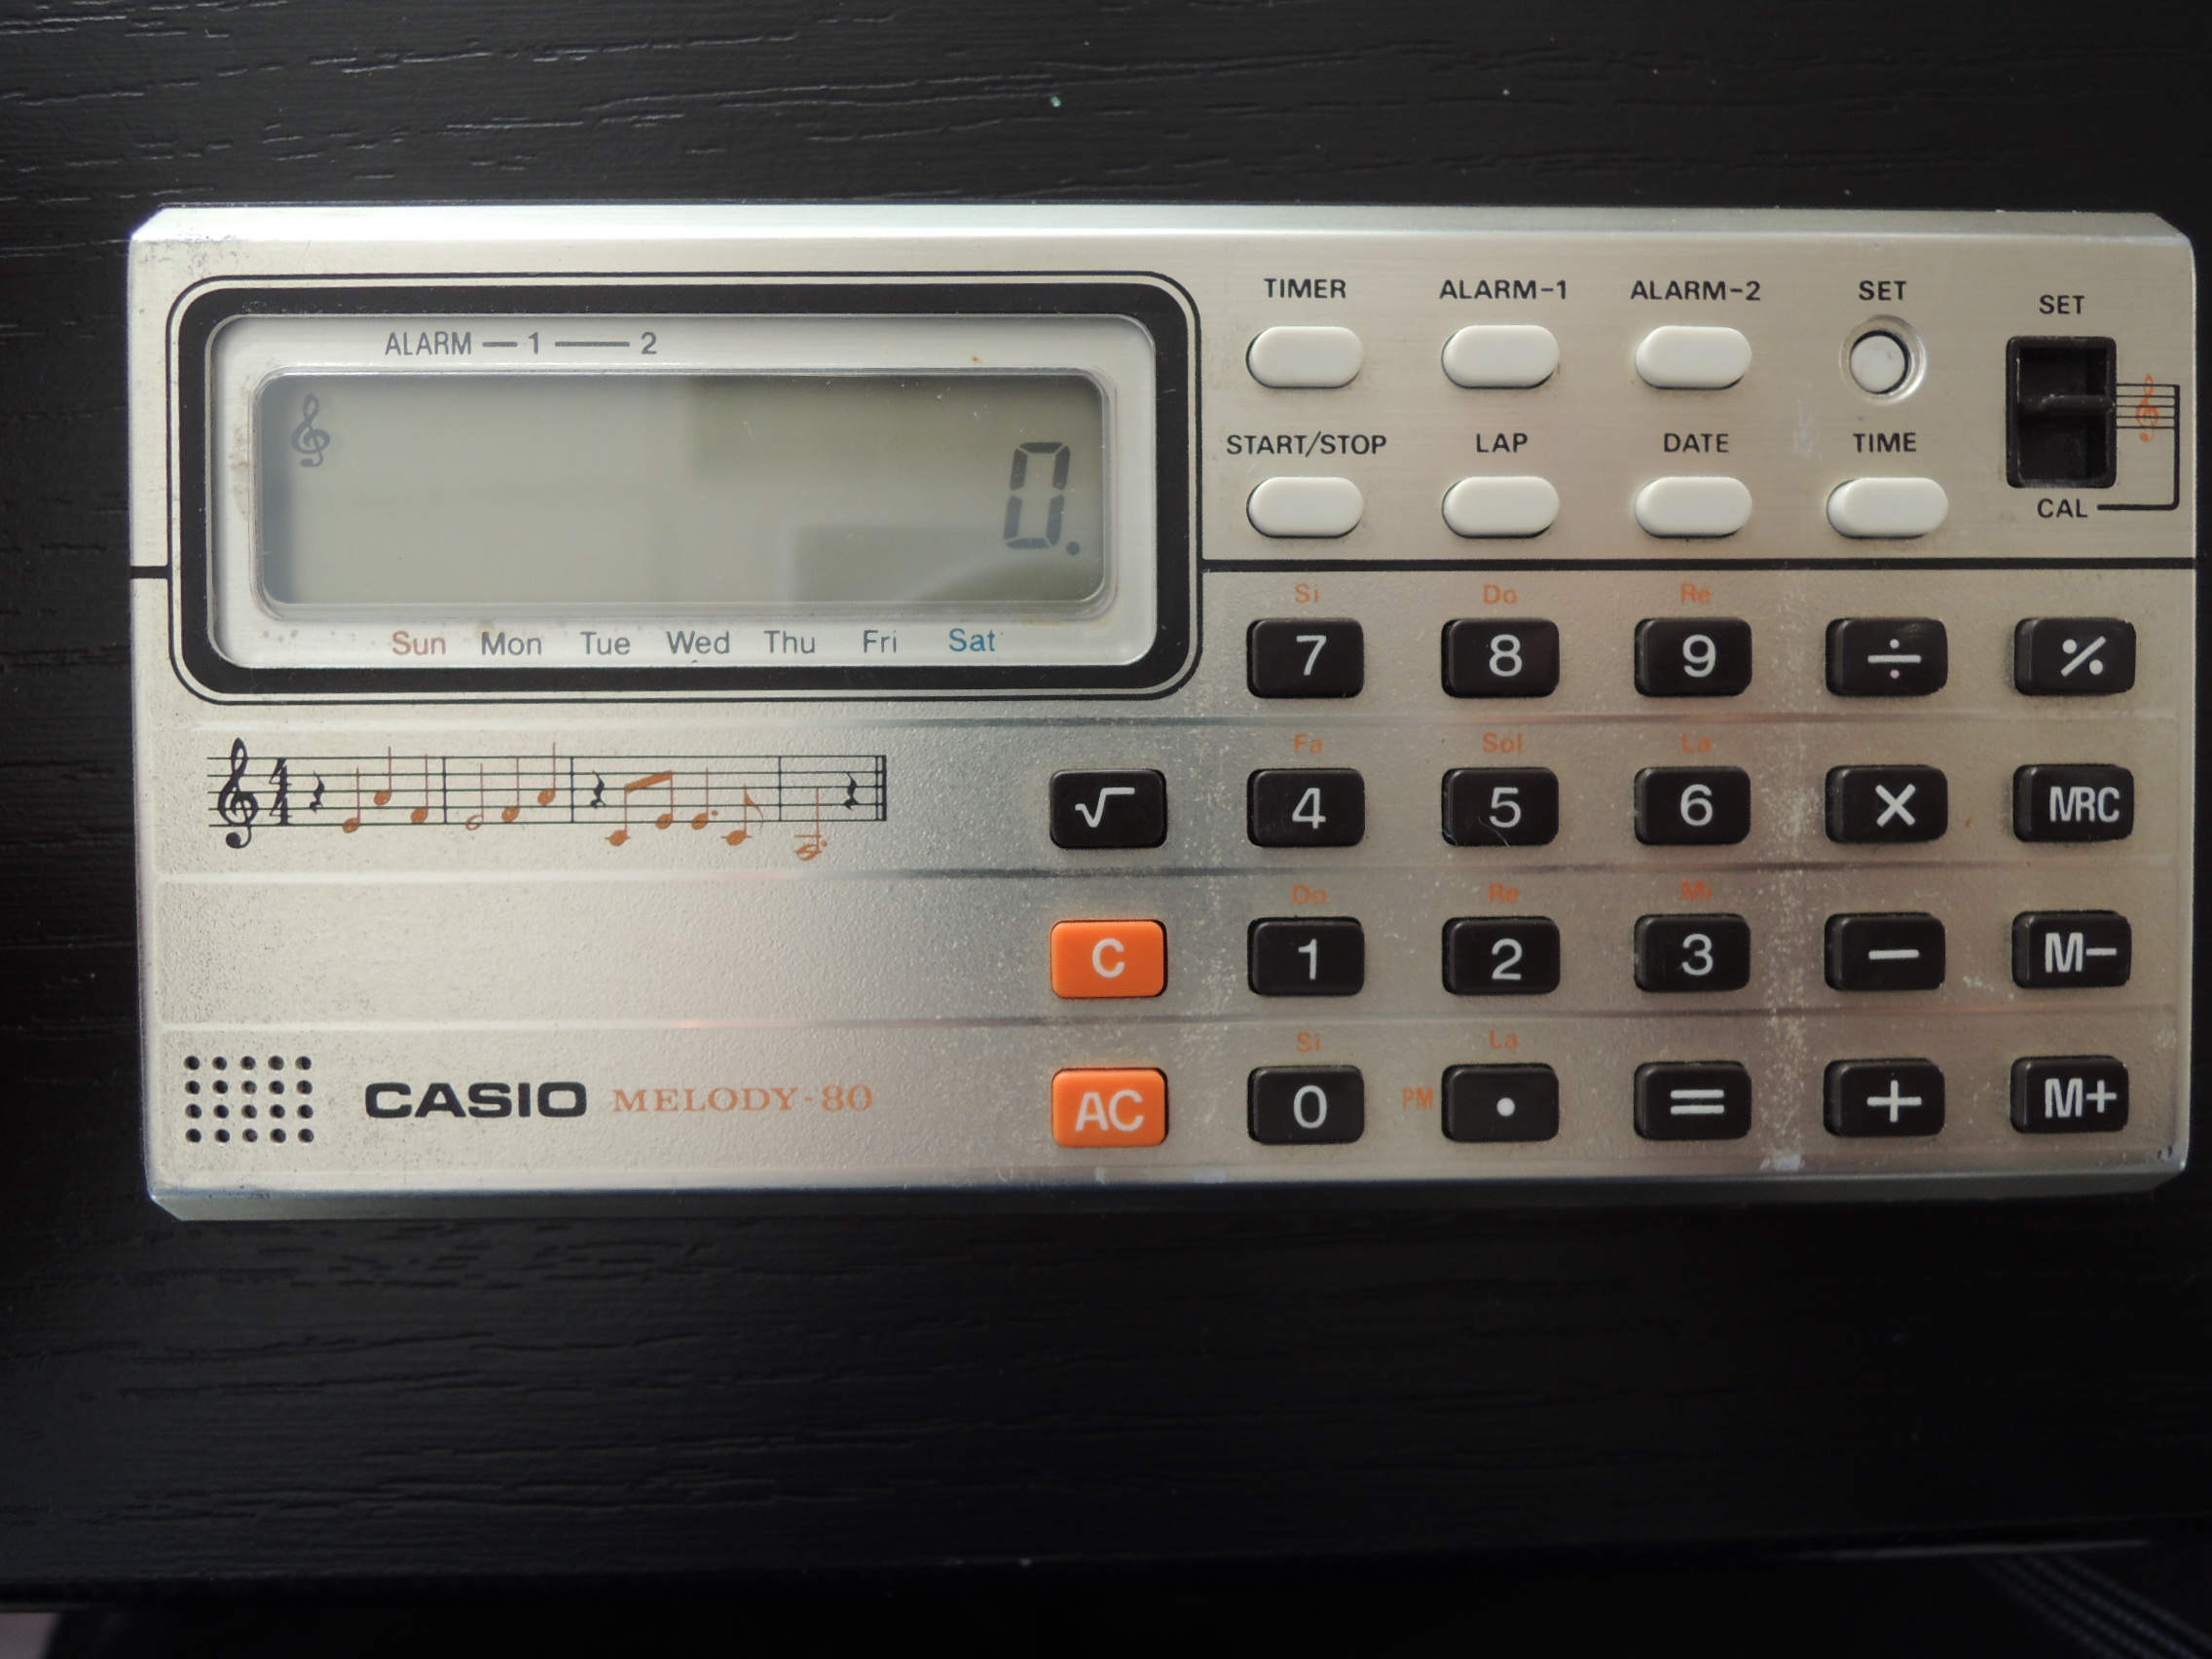 ALARM — 1 — 2
0.
Sun Mon Tue Wed Thu Fri Sat
TIMER ALARM-1 ALARM-2 SET SET
START/STOP LAP DATE TIME CAL
Si Do Re
7 8 9 ÷ %
Fa Sol La
√ 4 5 6 × MRC
Do Re Mi
C 1 2 3 − M−
Si La
CASIO MELODY-80
AC 0 PM • = + M+
4
4